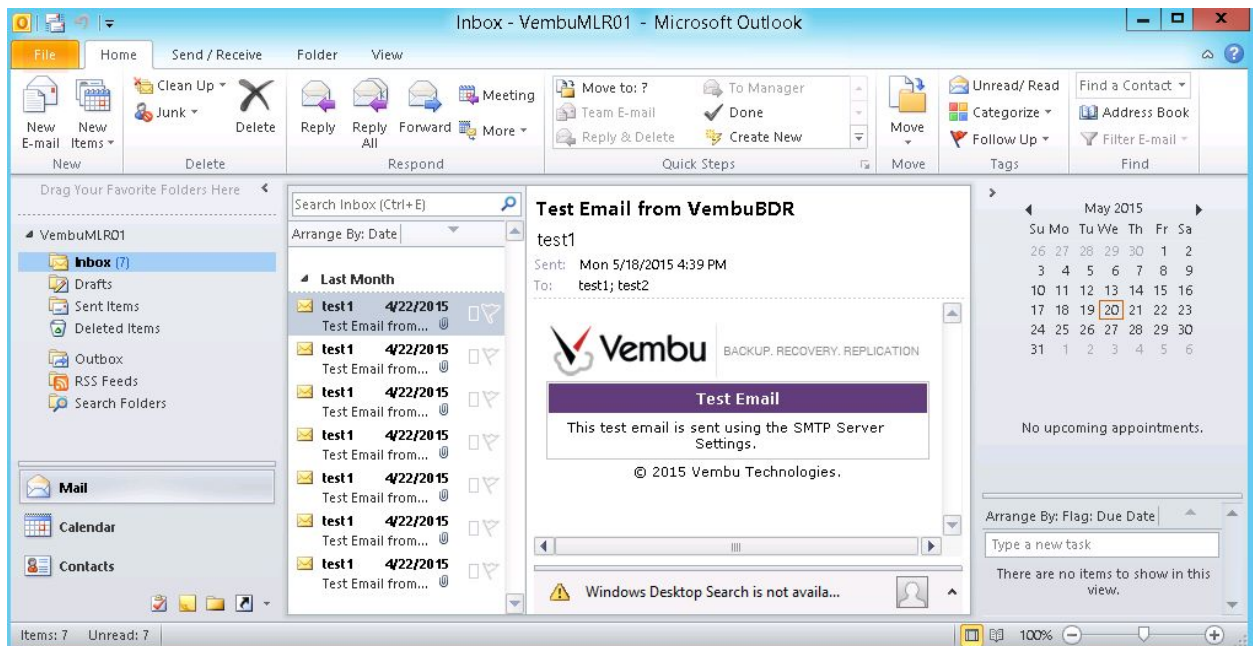 Inbox - VembuMLR01 - Microsoft Outlook
File Home Send / Receive Folder View
New E-mail
New Items
New
Clean Up
Junk
Delete
Delete
Reply
Reply All
Forward
Meeting
More
Respond
Move to: ?
Team E-mail
Reply & Delete
To Manager
Done
Create New
Quick Steps
Move
Move
Unread/ Read
Categorize
Follow Up
Tags
Find a Contact
Address Book
Filter E-mail
Find
Drag Your Favorite Folders Here
VembuMLR01
Inbox (7)
Drafts
Sent Items
Deleted Items
Outbox
RSS Feeds
Search Folders
Mail
Calendar
Contacts
Search Inbox (Ctrl+E)
Arrange By: Date
Last Month
test1 4/22/2015
Test Email from...
test1 4/22/2015
Test Email from...
test1 4/22/2015
Test Email from...
test1 4/22/2015
Test Email from...
test1 4/22/2015
Test Email from...
test1 4/22/2015
Test Email from...
test1 4/22/2015
Test Email from...
Test Email from VembuBDR
test1
Sent: Mon 5/18/2015 4:39 PM
To: test1; test2
Vembu BACKUP. RECOVERY. REPLICATION
Test Email
This test email is sent using the SMTP Server
Settings.
© 2015 Vembu Technologies.
Windows Desktop Search is not availa...
May 2015
Su Mo Tu We Th Fr Sa
26 27 28 29 30 1 2
3 4 5 6 7 8 9
10 11 12 13 14 15 16
17 18 19 20 21 22 23
24 25 26 27 28 29 30
31 1 2 3 4 5 6
No upcoming appointments.
Arrange By: Flag: Due Date
Type a new task
There are no items to show in this
view.
Items: 7 Unread: 7
100%